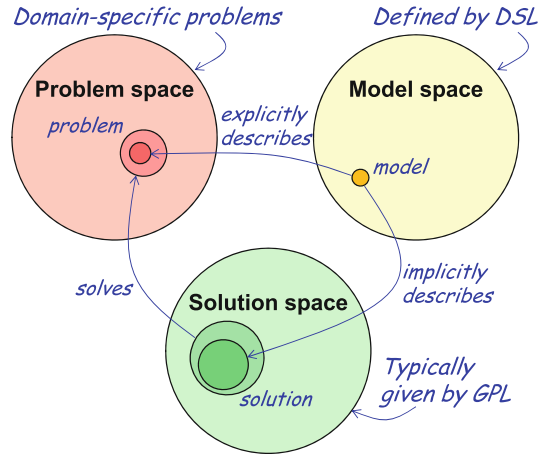 Domain-specific problems
Defined by DSL
Problem space
Model space
problem
explicitly
describes
model
solves
implicitly
describes
Solution space
solution
Typically
given by GPL